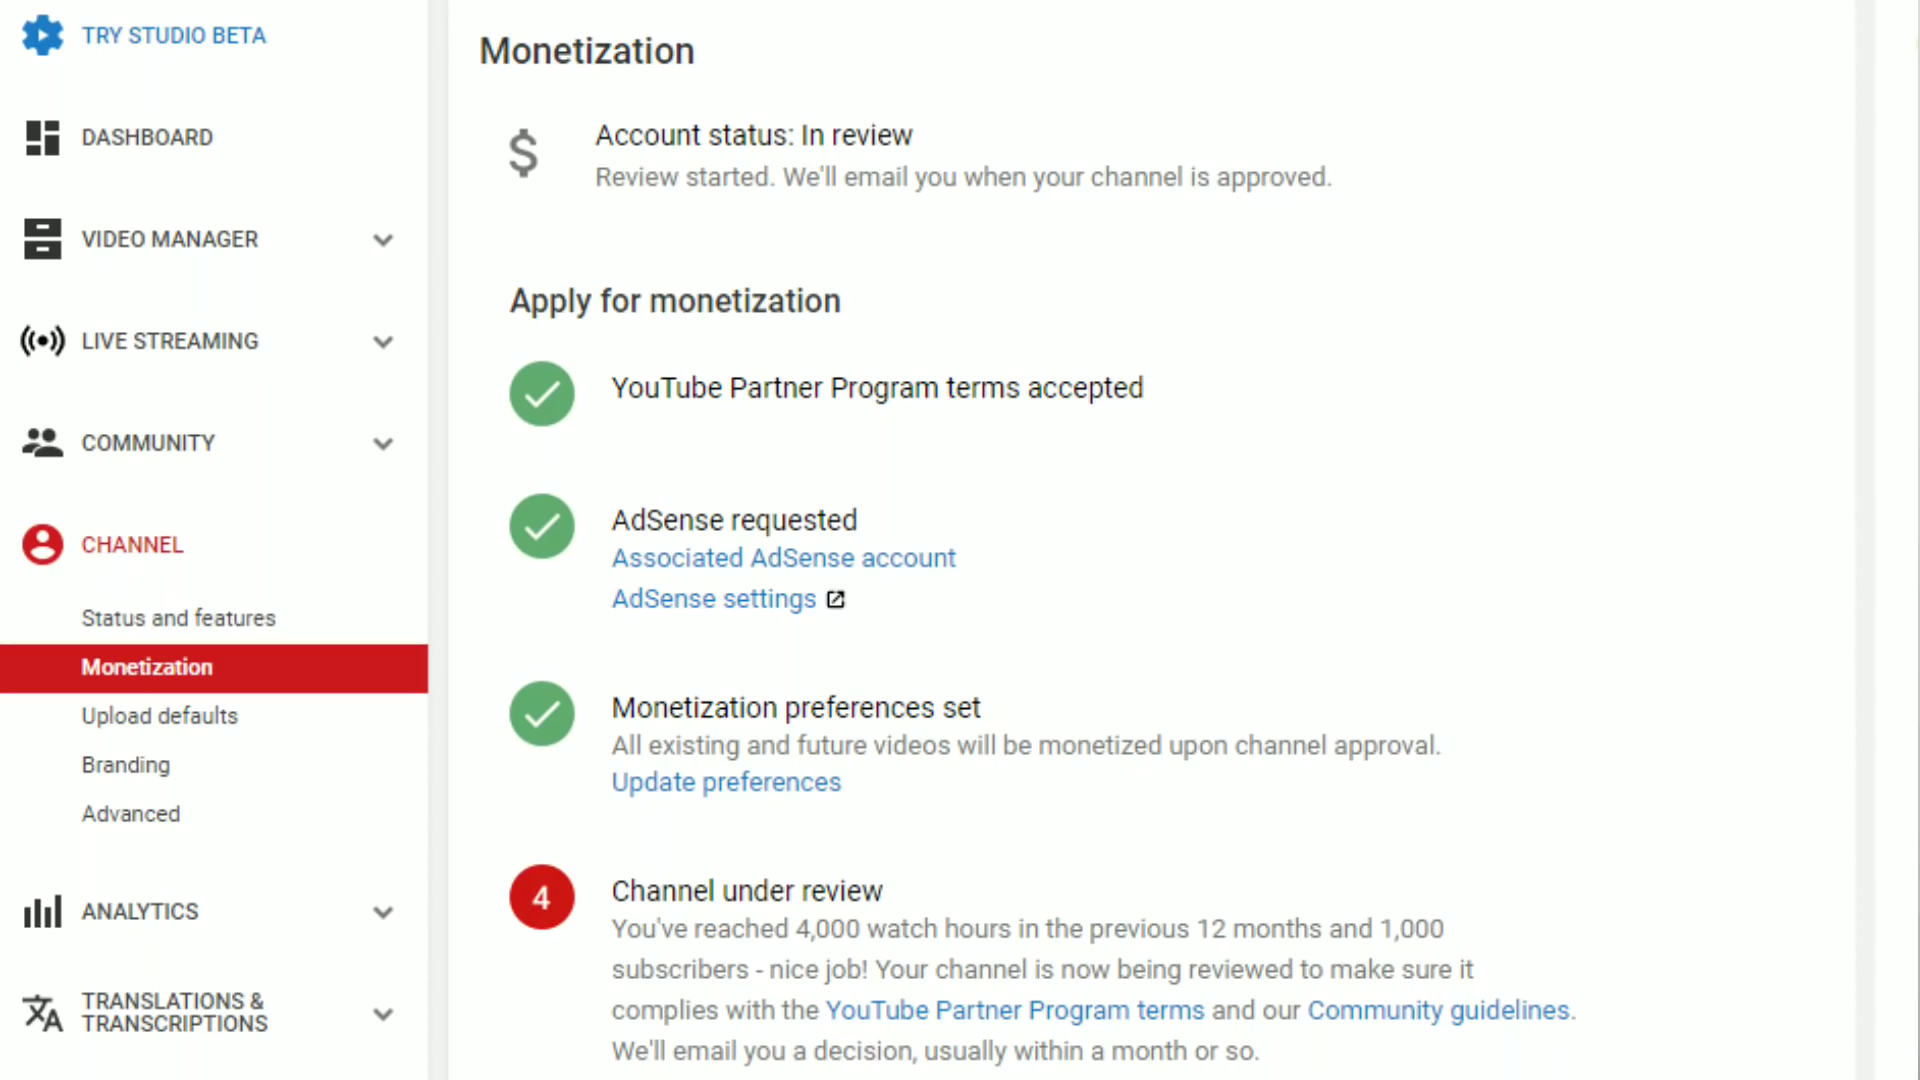 TRY STUDIO BETA
DASHBOARD
VIDEO MANAGER
LIVE STREAMING
COMMUNITY
CHANNEL
Status and features
Monetization
Upload defaults
Branding
Advanced
ANALYTICS
TRANSLATIONS &
TRANSCRIPTIONS
Monetization
Account status: In review
Review started. We'll email you when your channel is approved.
Apply for monetization
YouTube Partner Program terms accepted
AdSense requested
Associated AdSense account
AdSense settings
Monetization preferences set
All existing and future videos will be monetized upon channel approval.
Update preferences
4
Channel under review
You've reached 4,000 watch hours in the previous 12 months and 1,000
subscribers - nice job! Your channel is now being reviewed to make sure it
complies with the YouTube Partner Program terms and our Community guidelines.
We'll email you a decision, usually within a month or so.